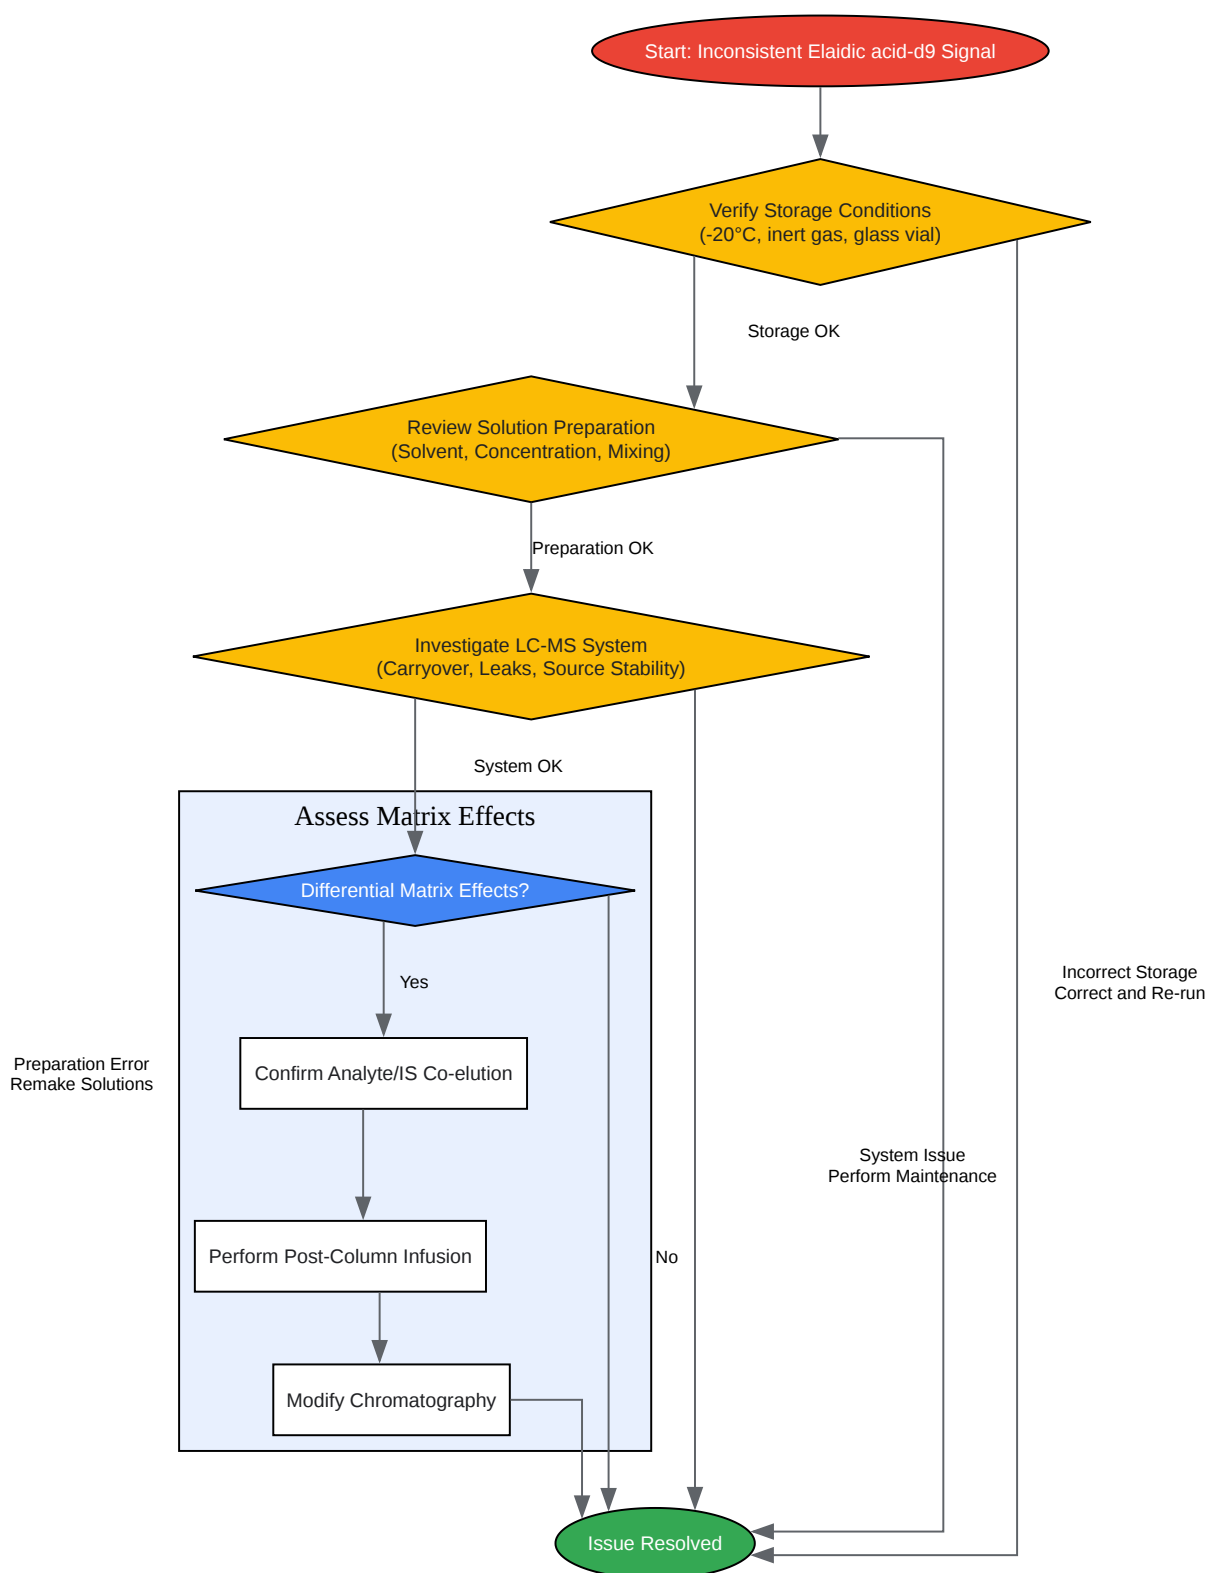 Start: Inconsistent Elaidic acid-d9 Signal
Verify Storage Conditions
(-20°C, inert gas, glass vial)
Storage OK
Review Solution Preparation
(Solvent, Concentration, Mixing)
Preparation OK
Investigate LC-MS System
(Carryover, Leaks, Source Stability)
System OK
Assess Matrix Effects
Differential Matrix Effects?
Yes
Incorrect Storage
Correct and Re-run
Preparation Error
Remake Solutions
Confirm Analyte/IS Co-elution
System Issue
Perform Maintenance
Perform Post-Column Infusion
No
Modify Chromatography
Issue Resolved